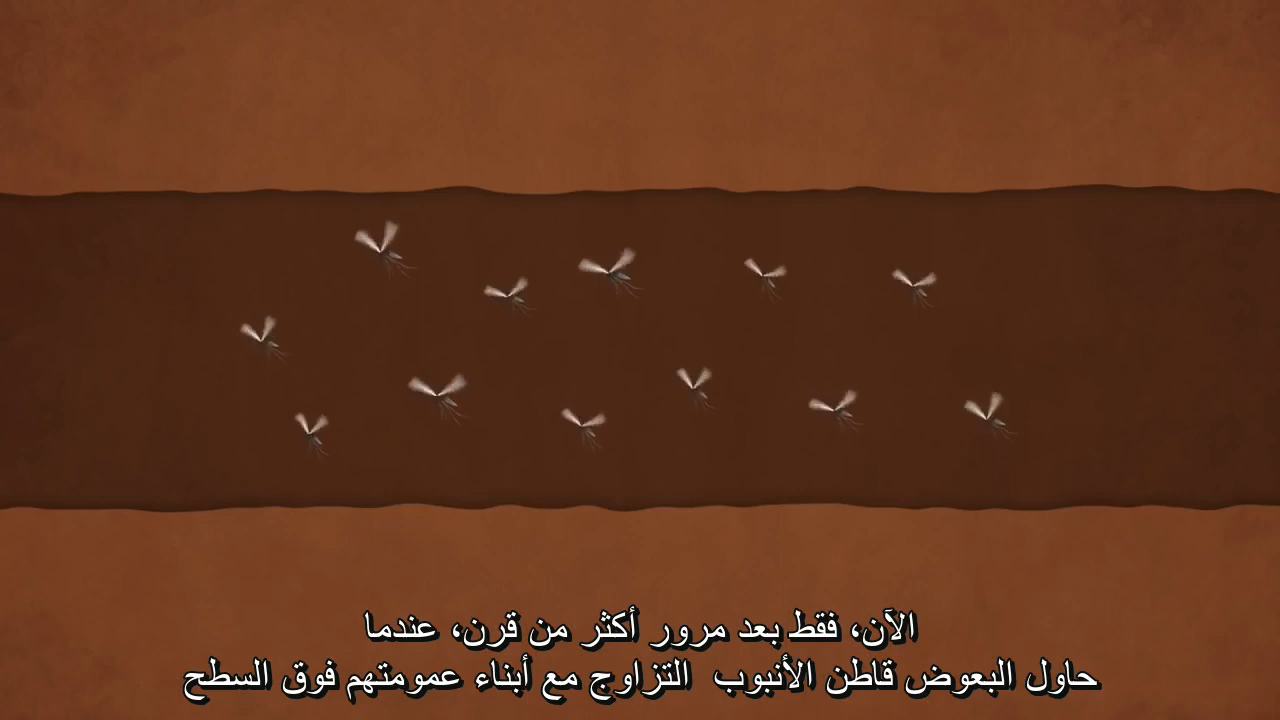 الآن، فقط بعد مرور أكثر من قرن، عندما
حاول البعوض قاطن الأنبوب  التزاوج مع أبناء عمومتهم فوق السطح